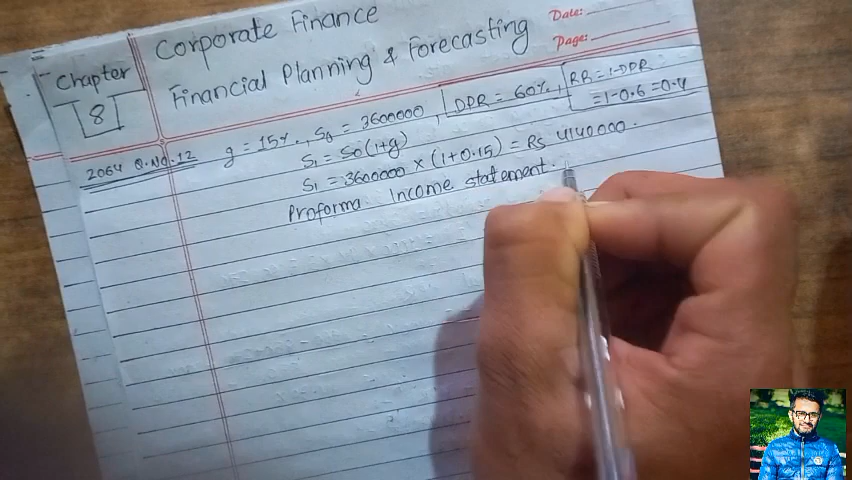 Corporate Finance
Date:
Chapter 8
Financial Planning & Forecasting
Page:
2064 Q.No.12
g = 15%, S0 = 3600000, DPR = 60%, RR = 1-DPR
= 1-0.6 = 0.4
S1 = S0(1+g)
S1 = 3600000 × (1+0.15) = RS 4140000.
Proforma Income statement.